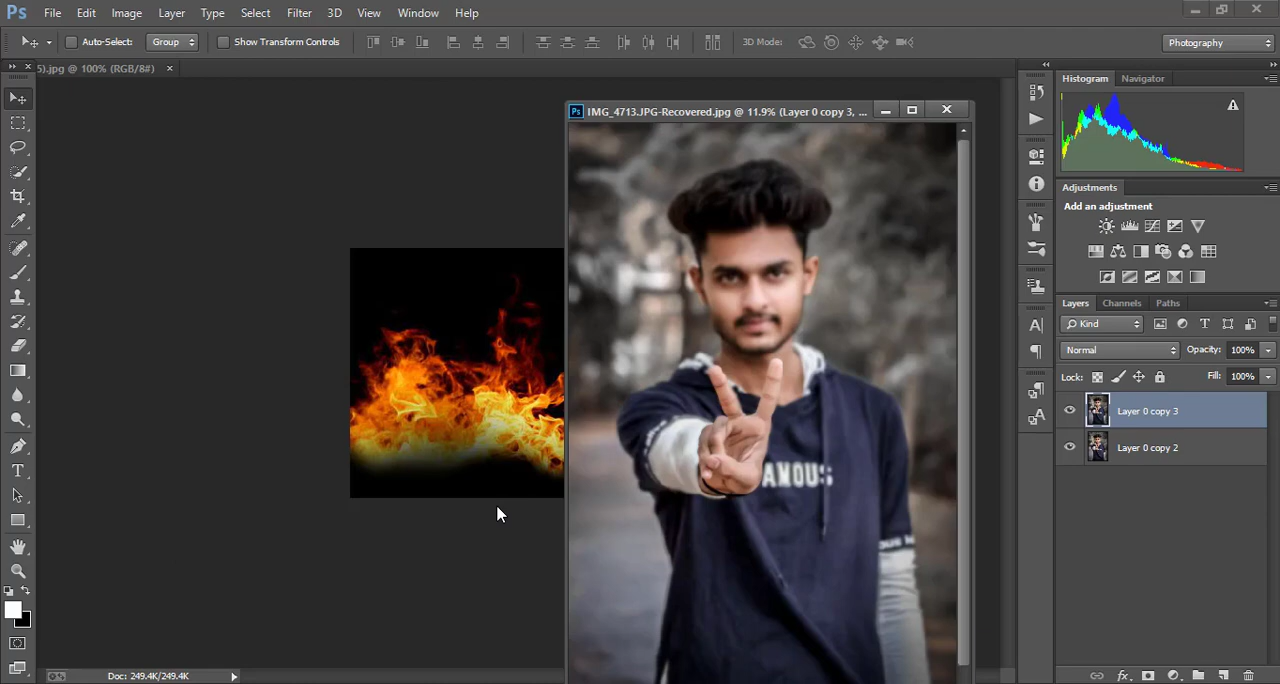 Ps File Edit Image Layer Type Select Filter 3D View Window Help
Auto-Select: Group Show Transform Controls 3D Mode: Photography
5).jpg @ 100% (RGB/8#) ×
Histogram Navigator
Ps IMG_4713.JPG-Recovered.jpg @ 11.9% (Layer 0 copy 3, ...
Adjustments
Add an adjustment
Layers Channels Paths
Kind
Normal Opacity: 100%
Lock: Fill: 100%
Layer 0 copy 3
Layer 0 copy 2
AMOUS
Doc: 249.4K/249.4K